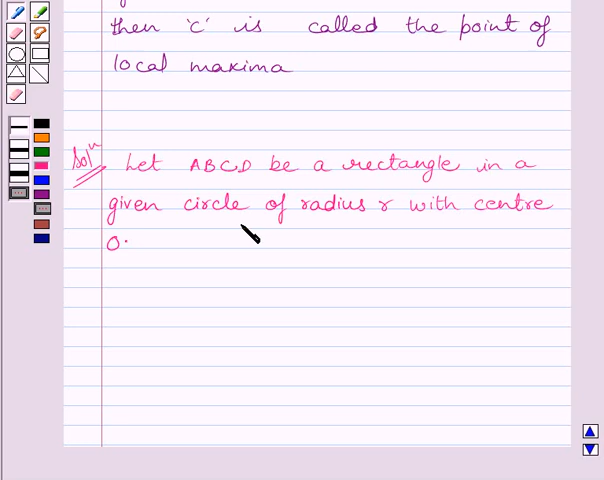 then 'c' is called the point of
local maxima
Solⁿ Let ABCD be a rectangle in a
given circle of radius r with centre
O.